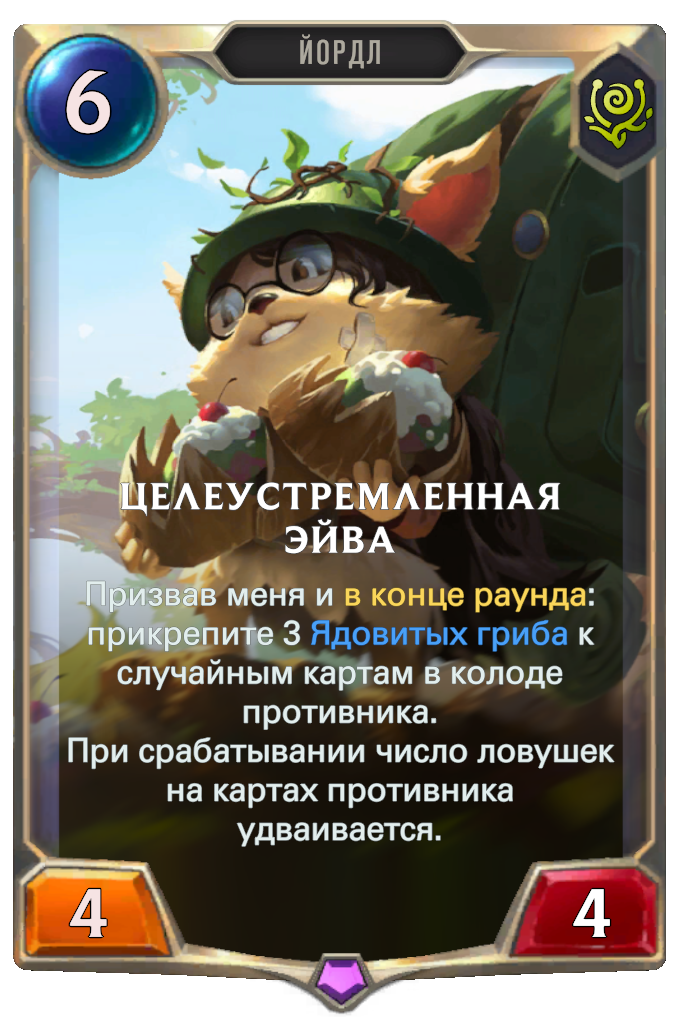 ЙОРДЛ
6
ЦЕЛЕУСТРЕМЛЕННАЯ
ЭЙВА
Призвав меня и в конце раунда:
прикрепите 3 Ядовитых гриба к
случайным картам в колоде
противника.
При срабатывании число ловушек
на картах противника
удваивается.
4
4